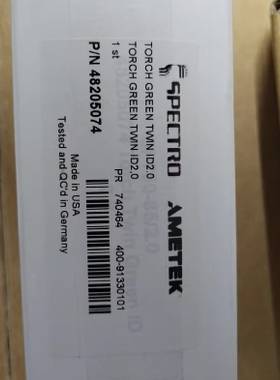 SPECTRO AMETEK
TORCH GREEN TWIN ID2.0
TORCH GREEN TWIN ID2.0
1 st PR 740464 400-91330101
P/N 48205074
Made in USA
Tested and QC'd in Germany